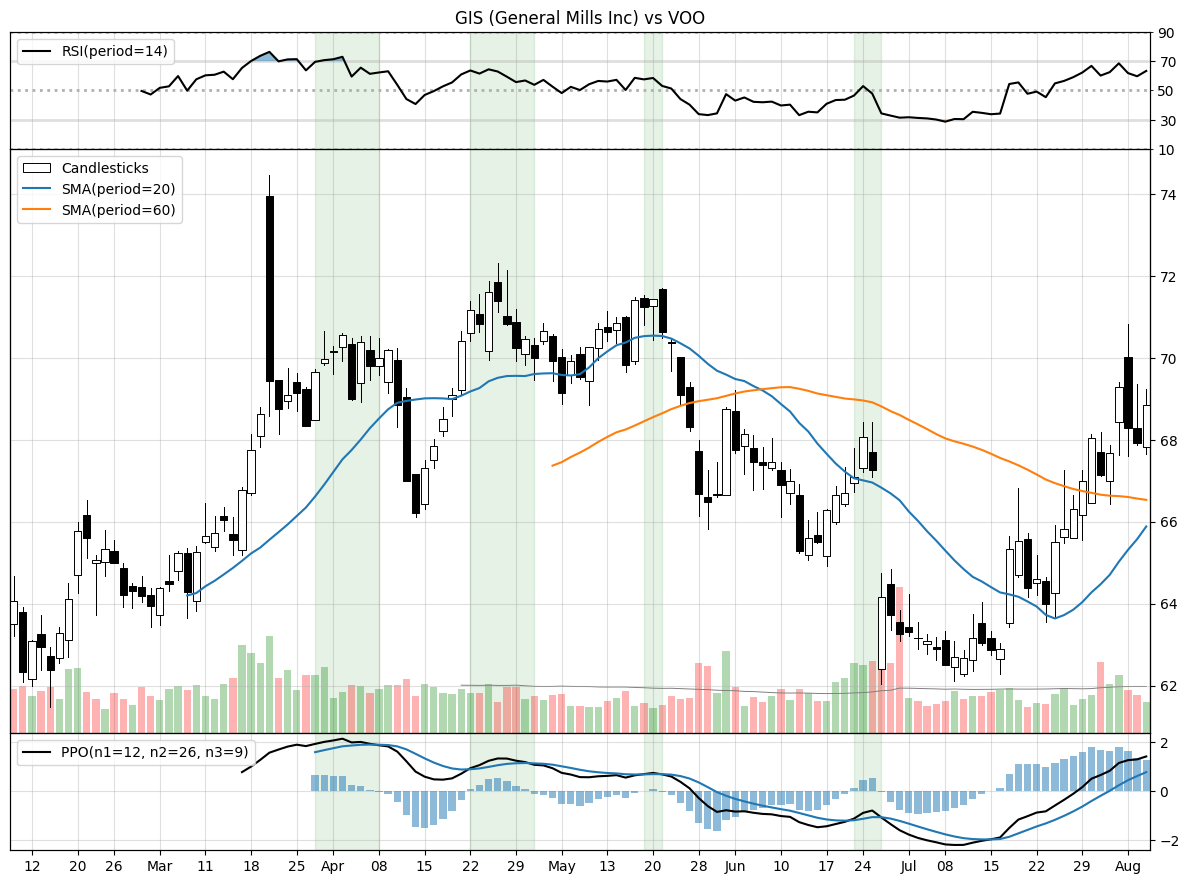 GIS (General Mills Inc) vs VOO
RSI(period=14)
90
70
50
30
10
Candlesticks
SMA(period=20)
SMA(period=60)
74
72
70
68
66
64
62
PPO(n1=12, n2=26, n3=9)
2
0
−2
12 20 26 Mar 11 18 25 Apr 08 15 22 29 May 13 20 28 Jun 10 17 24 Jul 08 15 22 29 Aug